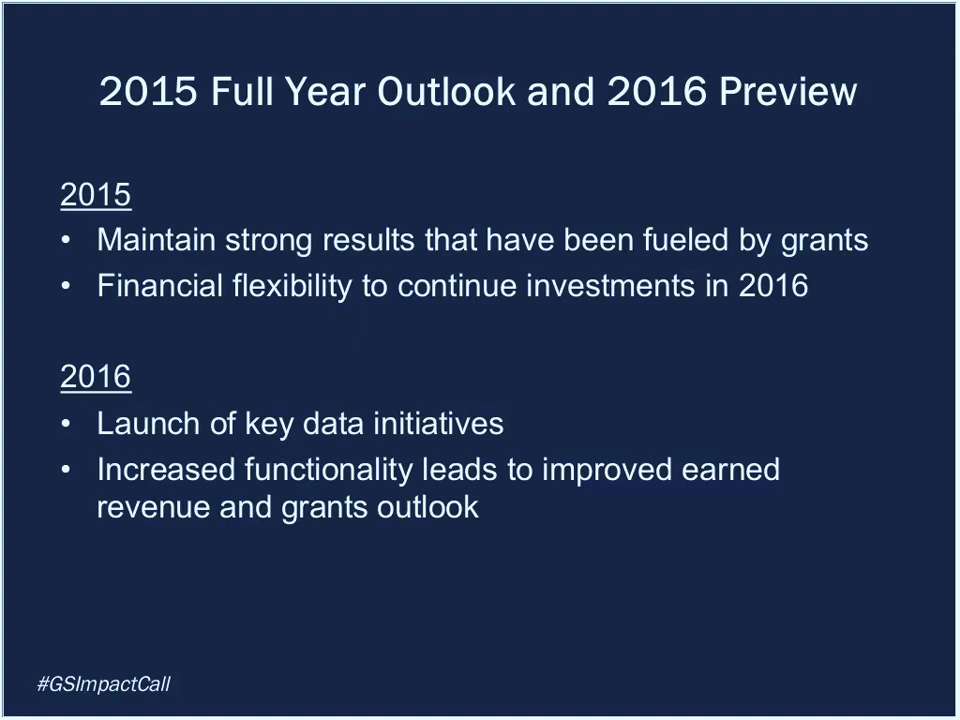 2015 Full Year Outlook and 2016 Preview
2015
• Maintain strong results that have been fueled by grants
• Financial flexibility to continue investments in 2016
2016
• Launch of key data initiatives
• Increased functionality leads to improved earned
revenue and grants outlook
#GSImpactCall